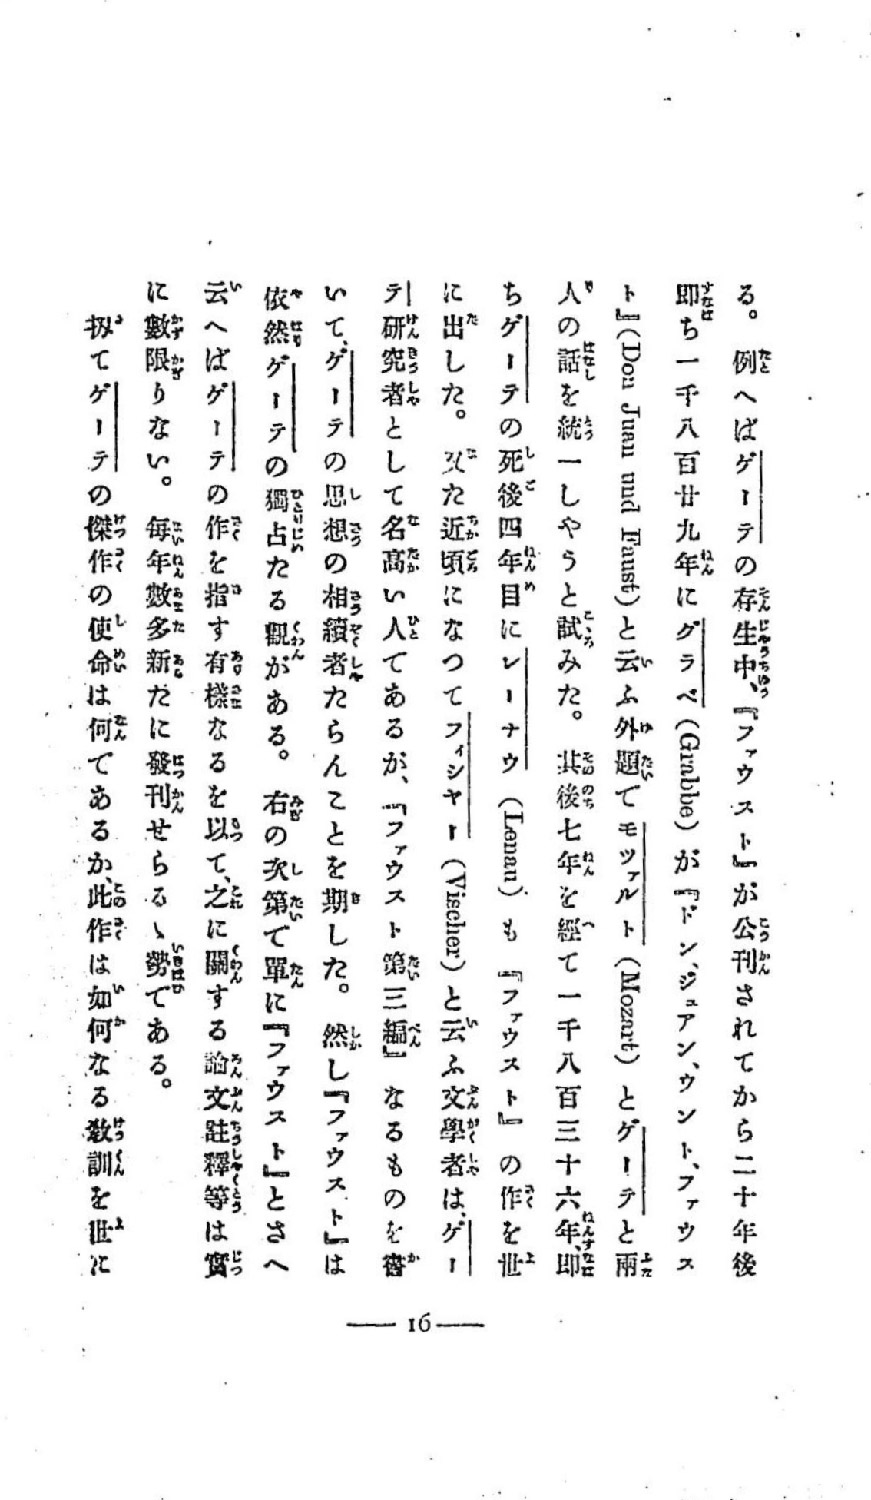 る。例へばゲーテの存生中、『ファウスト』が公刊されてから二十年後
即ち一千八百廿九年にグラベ(Grabbe)が『ドン、ジュアン、ウント、ファウス
ト』(Don Juan und Faust)と云ふ外題でモツァルト(Mozart)とゲーテと兩
人の話を統一しやうと試みた。其後七年を經て一千八百三十六年、即
ちゲーテの死後四年目にレーナウ(Lenau)も『ファウスト』の作を世
に出した。又た近頃になつてフィシヤー(Vischer)と云ふ文學者は、ゲー
テ研究者として名高い人であるが、『ファウスト第三編』なるものを書
いて、ゲーテの思想の相續者たらんことを期した。然し『ファウスト』は
依然ゲーテの獨占たる觀がある。右の次第で單に『ファウスト』とさへ
云へばゲーテの作を指す有樣なるを以て、之に關する論文註釋等は實
に數限りない。每年數多新たに發刊せらるゝ勢である。
扨てゲーテの傑作の使命は何であるか、此作は如何なる敎訓を世に
— 16 —